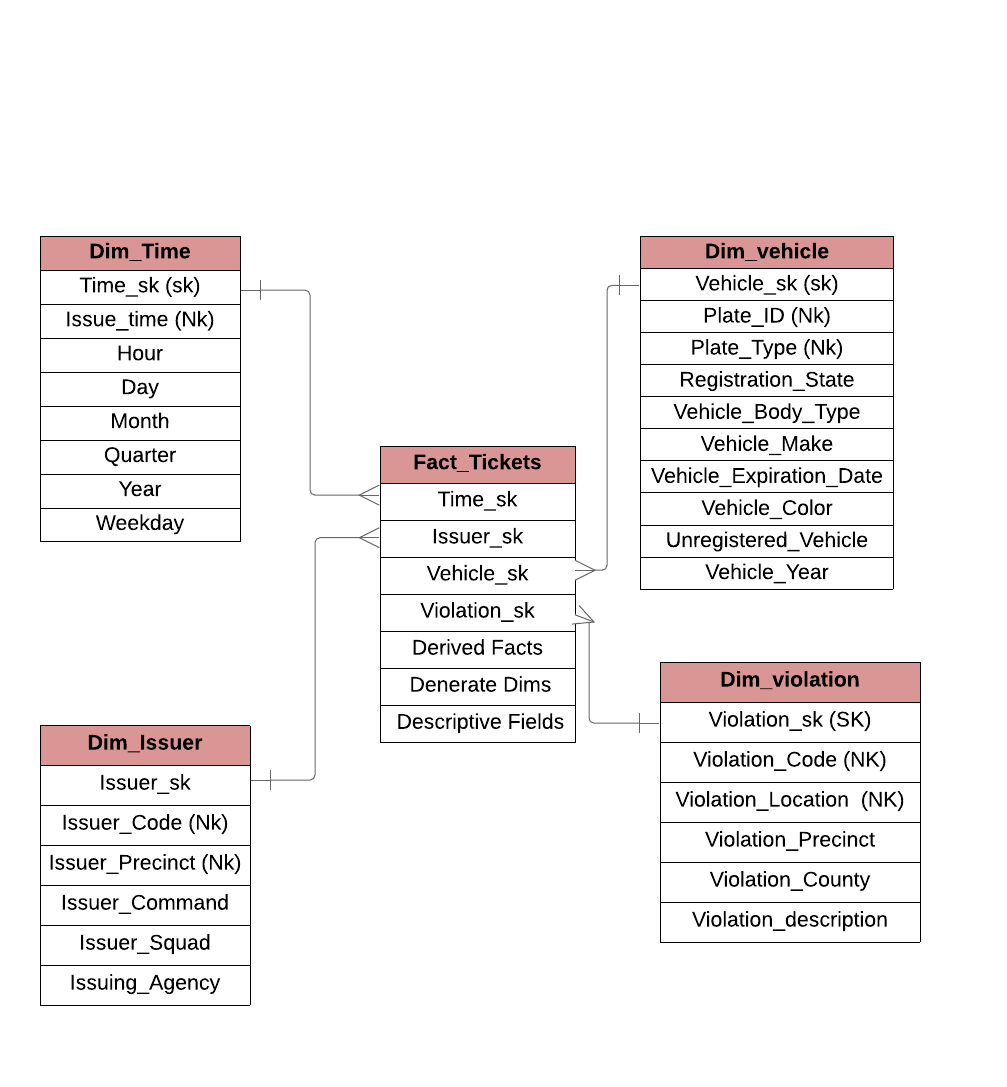 Dim_Time
Time_sk (sk)
Issue_time (Nk)
Hour
Day
Month
Quarter
Year
Weekday
Dim_vehicle
Vehicle_sk (sk)
Plate_ID (Nk)
Plate_Type (Nk)
Registration_State
Vehicle_Body_Type
Vehicle_Make
Vehicle_Expiration_Date
Vehicle_Color
Unregistered_Vehicle
Vehicle_Year
Fact_Tickets
Time_sk
Issuer_sk
Vehicle_sk
Violation_sk
Derived Facts
Denerate Dims
Descriptive Fields
Dim_Issuer
Issuer_sk
Issuer_Code (Nk)
Issuer_Precinct (Nk)
Issuer_Command
Issuer_Squad
Issuing_Agency
Dim_violation
Violation_sk (SK)
Violation_Code (NK)
Violation_Location  (NK)
Violation_Precinct
Violation_County
Violation_description